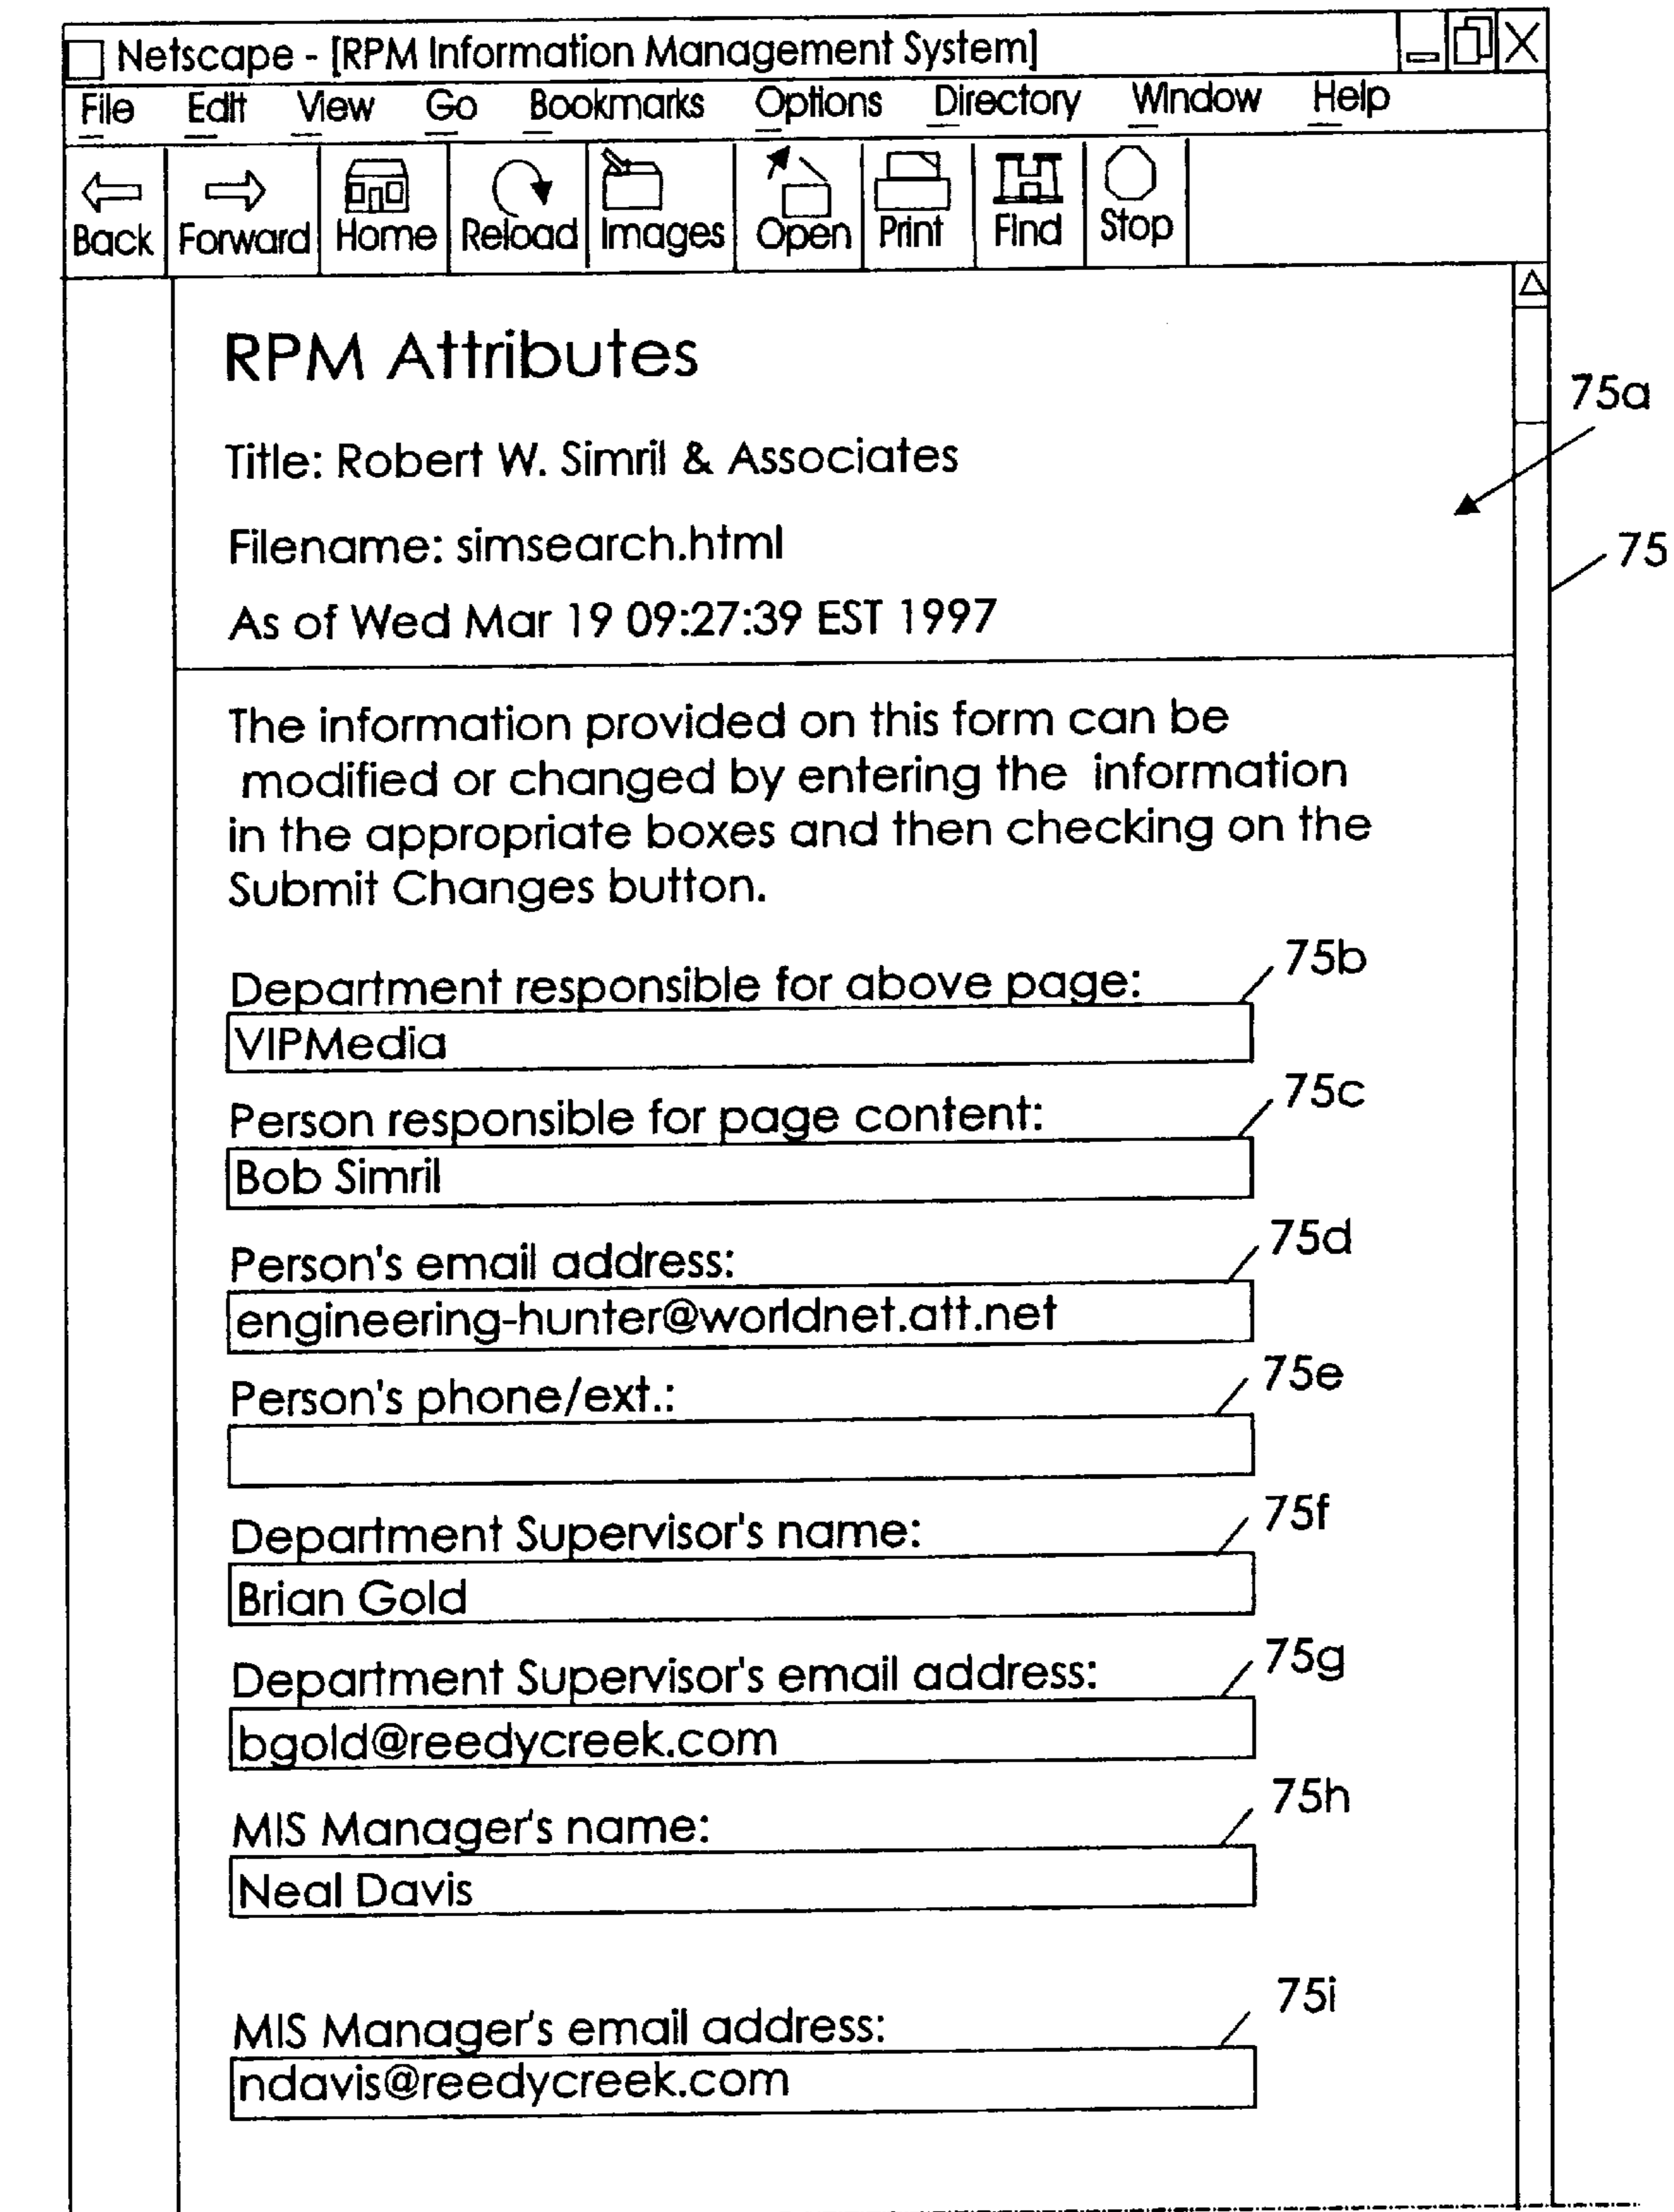 Netscape - [RPM Information Management System]
File Edit View Go Bookmarks Options Directory Window Help
Back Forward Home Reload Images Open Print Find Stop
RPM Attributes
75a
Title: Robert W. Simril & Associates
Filename: simsearch.html
75
As of Wed Mar 19 09:27:39 EST 1997
The information provided on this form can be
modified or changed by entering the information
in the appropriate boxes and then checking on the
Submit Changes button.
Department responsible for above page: 75b
VIPMedia
Person responsible for page content: 75c
Bob Simril
Person's email address: 75d
engineering-hunter@worldnet.att.net
Person's phone/ext.: 75e
Department Supervisor's name: 75f
Brian Gold
Department Supervisor's email address: 75g
bgold@reedycreek.com
MIS Manager's name: 75h
Neal Davis
MIS Manager's email address: 75i
ndavis@reedycreek.com